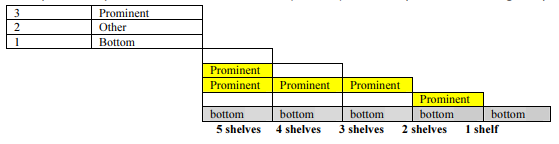 3 Prominent
2 Other
1 Bottom
Prominent
Prominent Prominent Prominent
Prominent
bottom bottom bottom bottom bottom
5 shelves 4 shelves 3 shelves 2 shelves 1 shelf